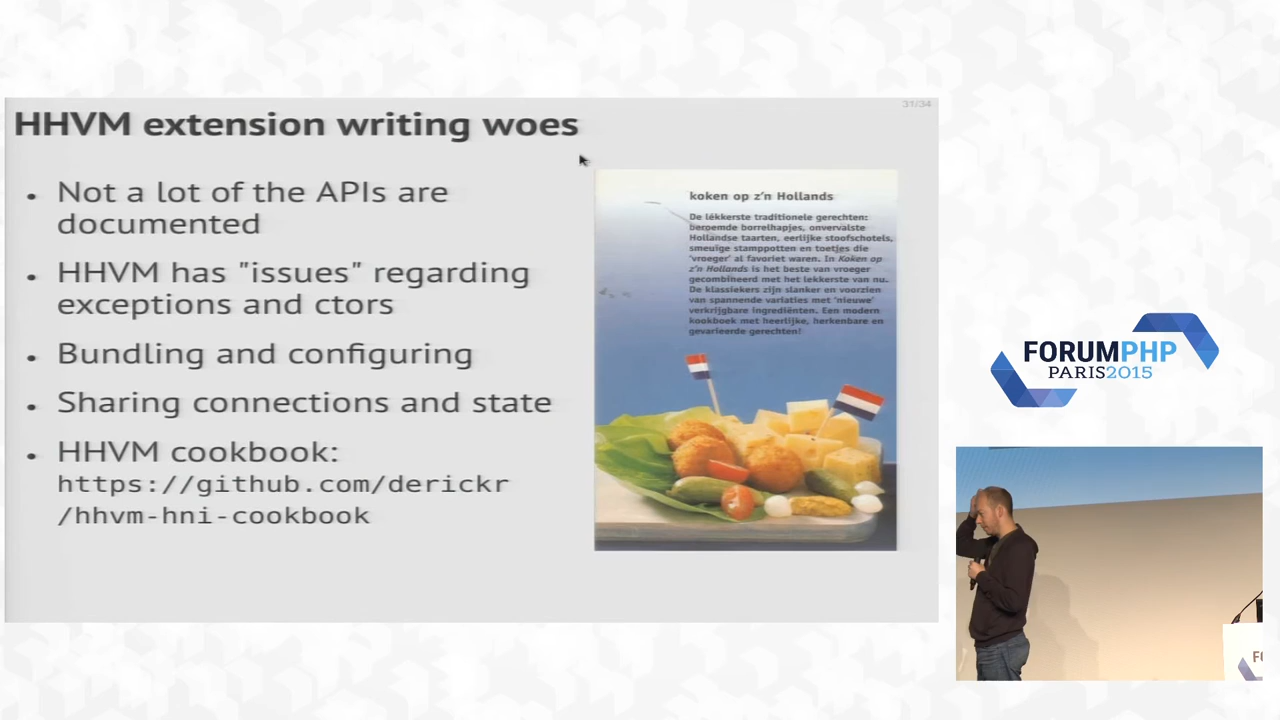 31/34
HHVM extension writing woes
• Not a lot of the APIs are
documented
• HHVM has "issues" regarding
exceptions and ctors
• Bundling and configuring
• Sharing connections and state
• HHVM cookbook:
https://github.com/derickr
/hhvm-hni-cookbook
koken op z'n Hollands
De lékkerste traditionele gerechten:
beroemde borrelhapjes, onvervalste
Hollandse taarten, eerlijke stoofschotels,
smeuïge stamppotten en toetjes die
'vroeger' al favoriet waren. In Koken op
z'n Hollands is het beste van vroeger
gecombineerd met het lekkerste van nu.
De klassiekers zijn slanker en voorzien
van spannende variaties met 'nieuwe'
verkrijgbare ingrediënten. Een modern
kookboek met heerlijke, herkenbare en
gevarieerde gerechten!
FORUMPHP
PARIS2015
FO